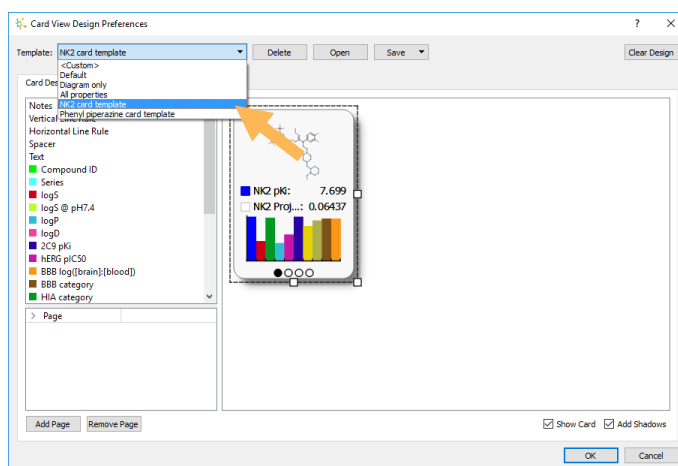 Card View Design Preferences
?
Template: NK2 card template
Delete
Open
Save
Clear Design
<Custom>
Default
Diagram only
All properties
NK2 card template
Phenyl piperazine card template
Notes
Horizontal Line Rule
Spacer
Text
Compound ID
Series
logS
logS @ pH7.4
logP
logD
2C9 pKi
hERG pIC50
BBB log([brain]:[blood])
BBB category
HIA category
NK2 pKi: 7.699
NK2 Proj...: 0.06437
> Page
Add Page
Remove Page
Show Card
Add Shadows
OK
Cancel